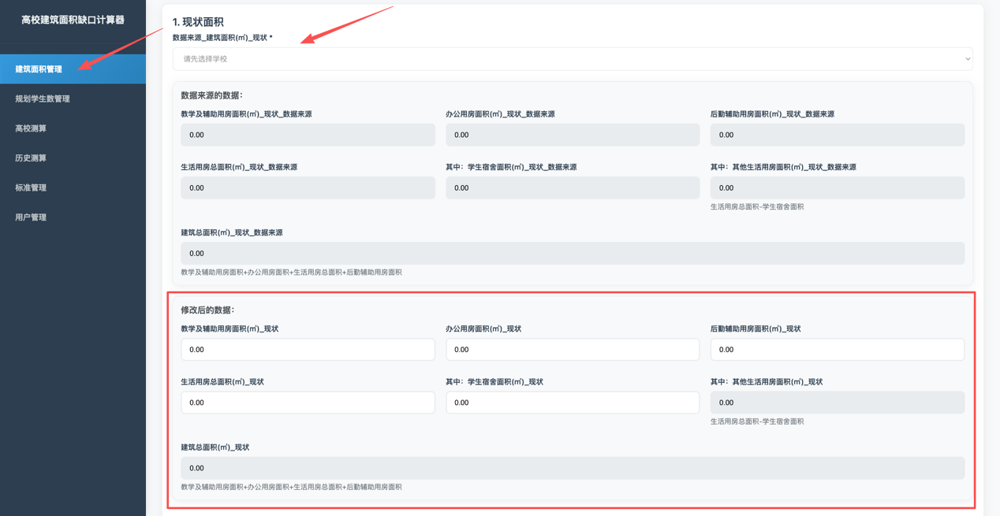 高校建筑面积缺口计算器
建筑面积管理
规划学生数管理
高校测算
历史测算
标准管理
用户管理
1. 现状面积
数据来源_建筑面积(㎡)_现状 *
请先选择学校
数据来源的数据：
教学及辅助用房面积(㎡)_现状_数据来源
办公用房面积(㎡)_现状_数据来源
后勤辅助用房面积(㎡)_现状_数据来源
0.00
0.00
0.00
生活用房总面积(㎡)_现状_数据来源
其中：学生宿舍面积(㎡)_现状_数据来源
其中：其他生活用房面积(㎡)_现状_数据来源
0.00
0.00
0.00
生活用房总面积-学生宿舍面积
建筑总面积(㎡)_现状_数据来源
0.00
教学及辅助用房面积+办公用房面积+生活用房总面积+后勤辅助用房面积
修改后的数据：
教学及辅助用房面积(㎡)_现状
办公用房面积(㎡)_现状
后勤辅助用房面积(㎡)_现状
0.00
0.00
0.00
生活用房总面积(㎡)_现状
其中：学生宿舍面积(㎡)_现状
其中：其他生活用房面积(㎡)_现状
0.00
0.00
0.00
生活用房总面积-学生宿舍面积
建筑总面积(㎡)_现状
0.00
教学及辅助用房面积+办公用房面积+生活用房总面积+后勤辅助用房面积